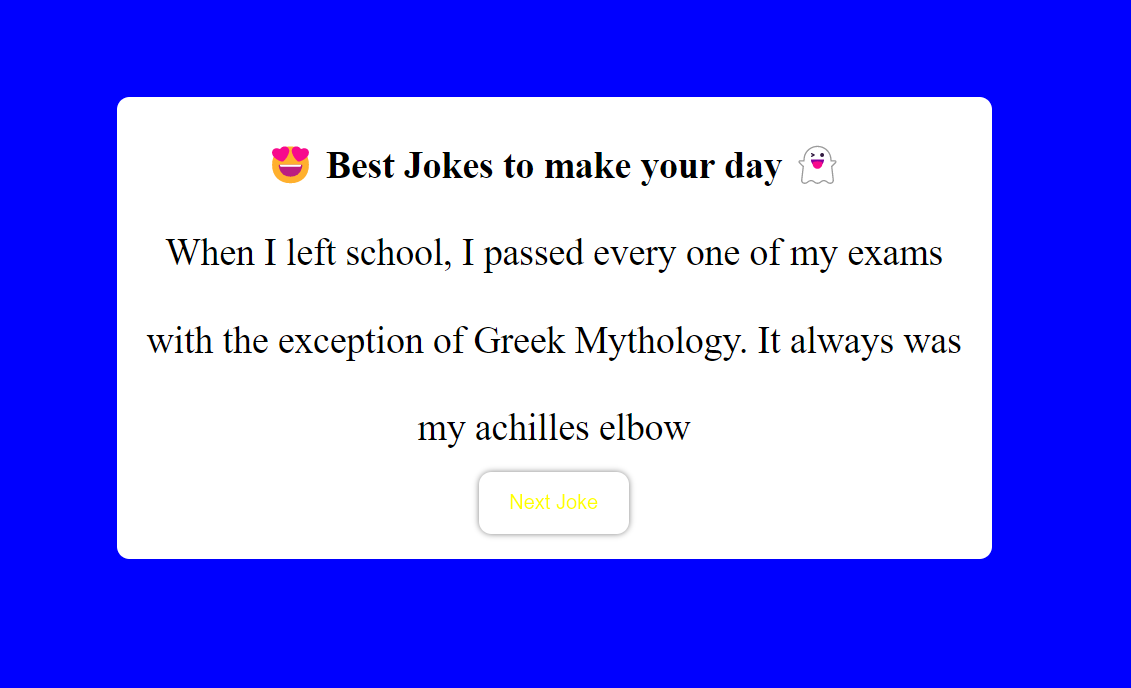 😍 Best Jokes to make your day 👻
When I left school, I passed every one of my exams
with the exception of Greek Mythology. It always was
my achilles elbow
Next Joke